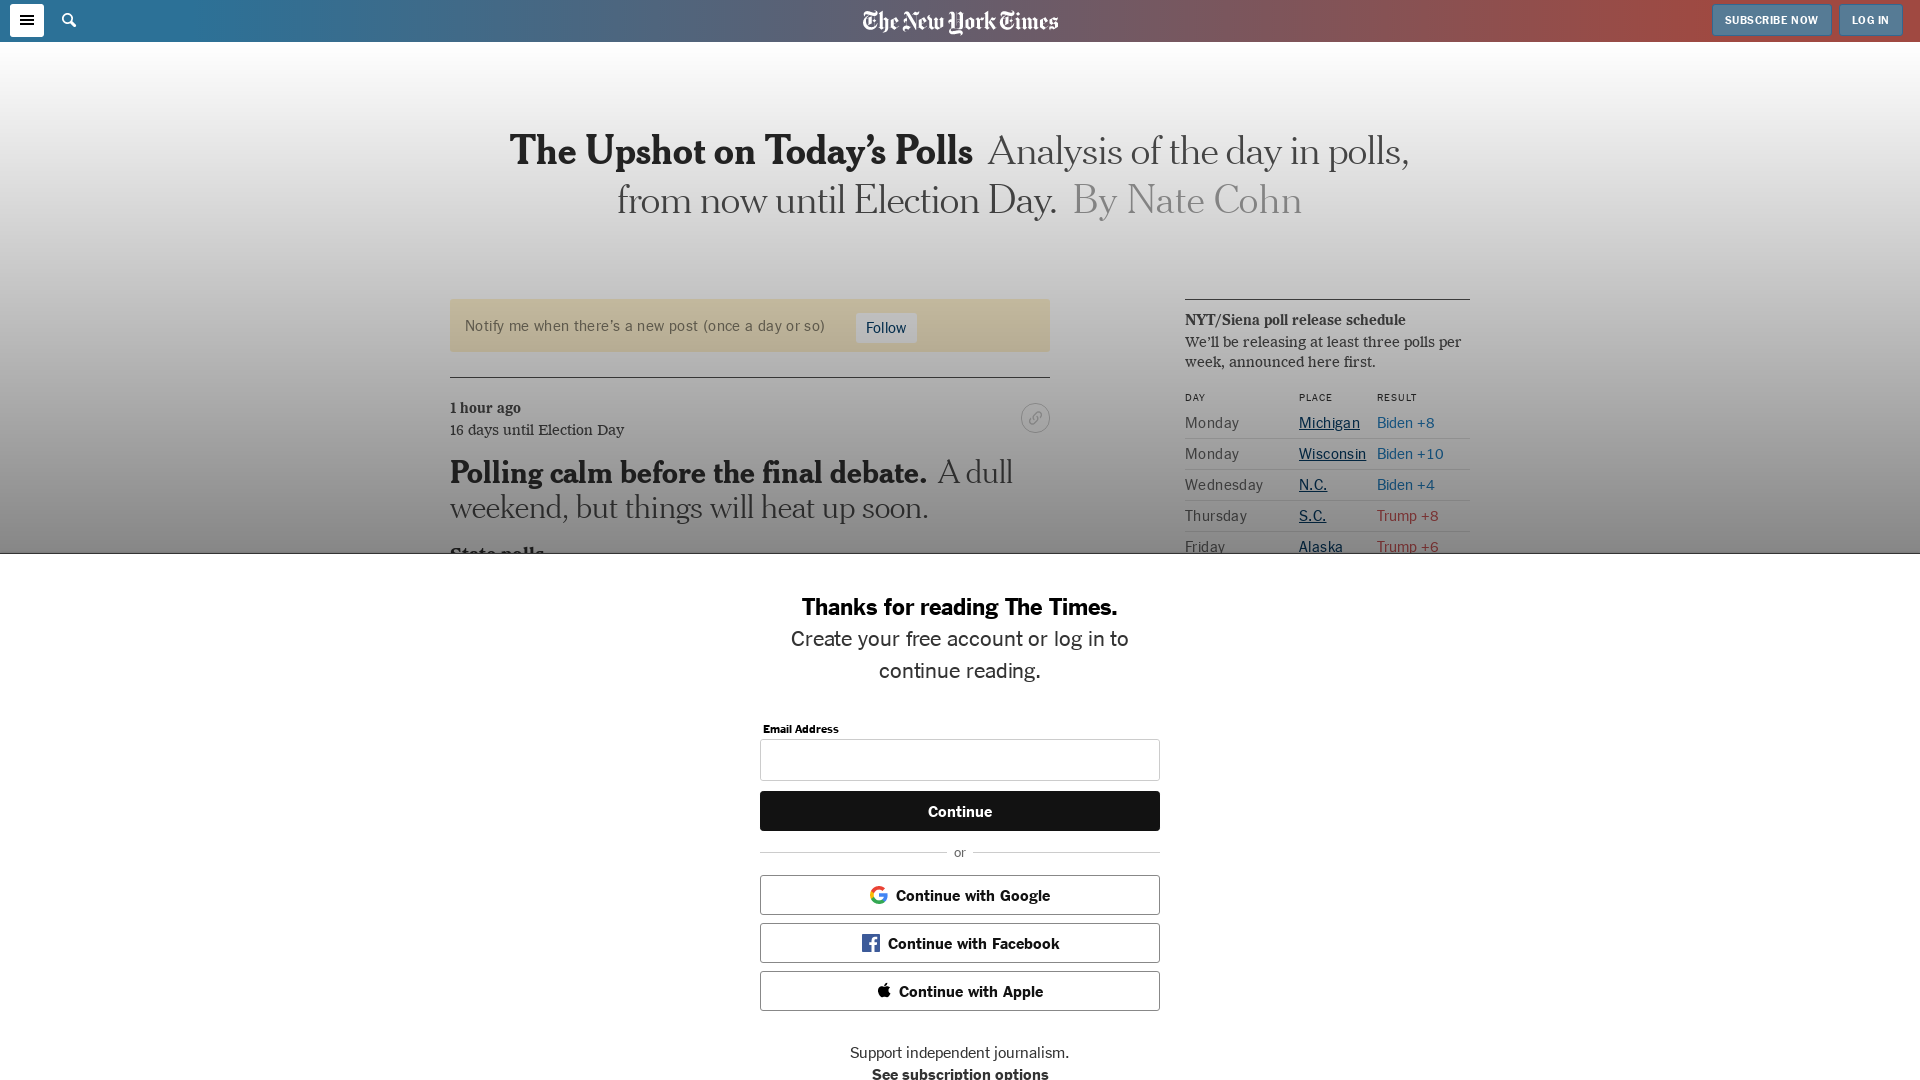 The New York Times
SUBSCRIBE NOW
LOG IN
The Upshot on Today’s Polls Analysis of the day in polls,
from now until Election Day. By Nate Cohn
Notify me when there’s a new post (once a day or so)
Follow
1 hour ago
16 days until Election Day
Polling calm before the final debate. A dull
weekend, but things will heat up soon.
State polls
NYT/Siena poll release schedule
We’ll be releasing at least three polls per
week, announced here first.
DAY PLACE RESULT
Monday Michigan Biden +8
Monday Wisconsin Biden +10
Wednesday N.C. Biden +4
Thursday S.C. Trump +8
Friday Alaska Trump +6
Thanks for reading The Times.
Create your free account or log in to
continue reading.
Email Address
Continue
or
Continue with Google
Continue with Facebook
Continue with Apple
Support independent journalism.
See subscription options